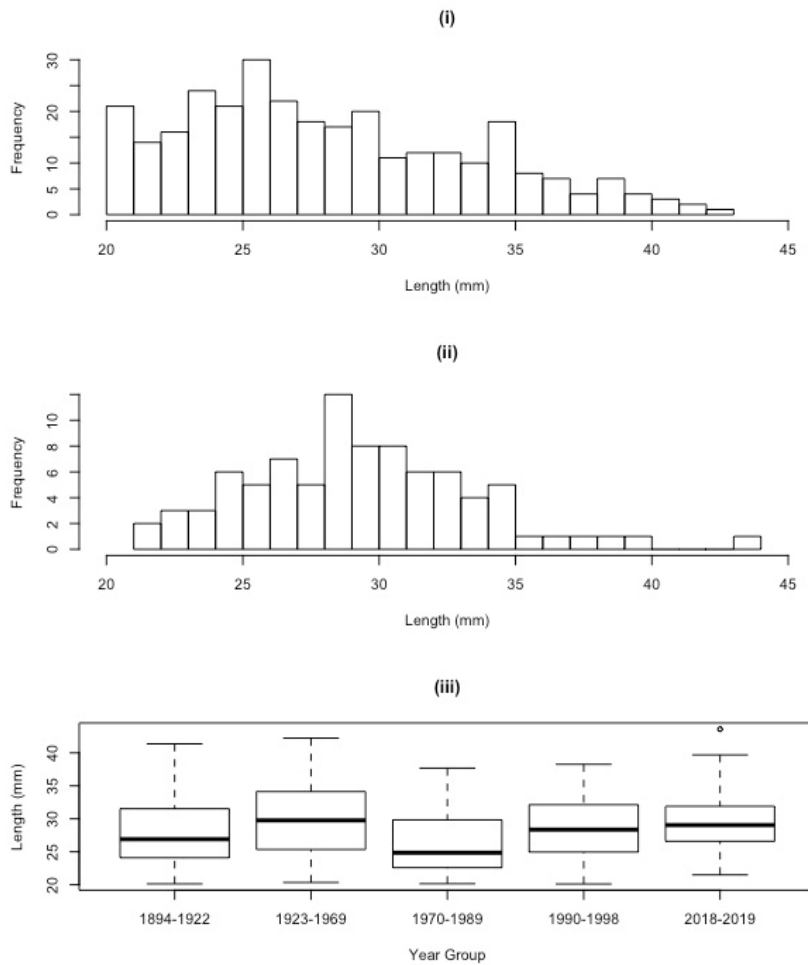 (i)
30
20
10
5
0
Frequency
20 25 30 35 40 45
Length (mm)
(ii)
10
8
6
4
2
0
Frequency
20 25 30 35 40 45
Length (mm)
(iii)
40
35
30
25
20
Length (mm)
1894-1922 1923-1969 1970-1989 1990-1998 2018-2019
Year Group